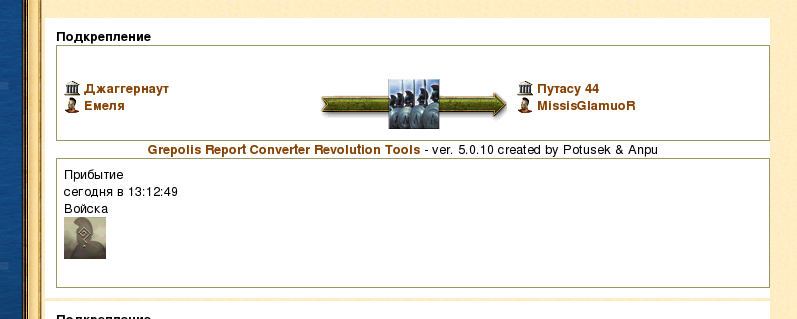 Подкрепление
Джаггернаут
Емеля
Путасу 44
MissisGlamuoR
Grepolis Report Converter Revolution Tools - ver. 5.0.10 created by Potusek & Anpu
Прибытие
сегодня в 13:12:49
Войска
Подкрепление